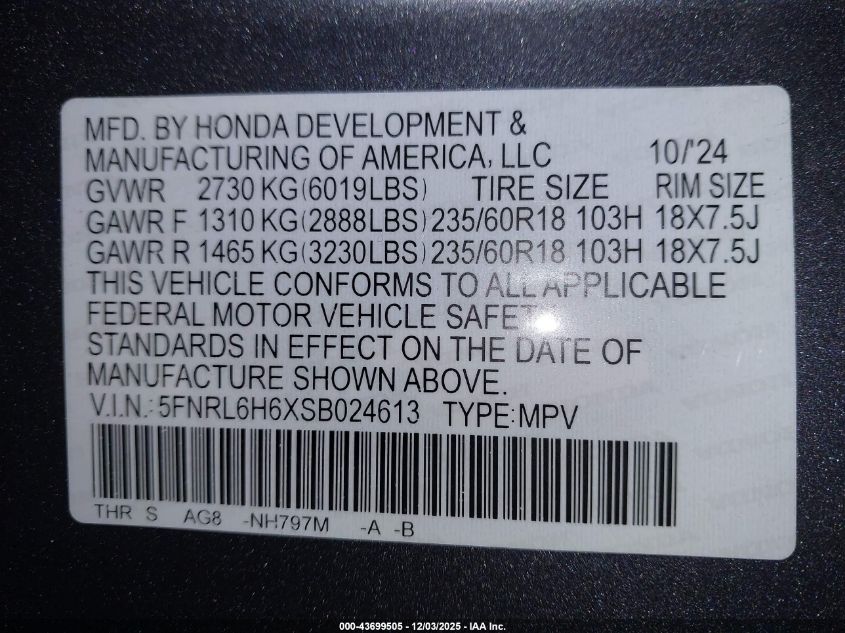 MFD. BY HONDA DEVELOPMENT &
MANUFACTURING OF AMERICA, LLC 10/'24
GVWR 2730 KG(6019LBS) TIRE SIZE RIM SIZE
GAWR F 1310 KG(2888LBS) 235/60R18 103H 18X7.5J
GAWR R 1465 KG(3230LBS) 235/60R18 103H 18X7.5J
THIS VEHICLE CONFORMS TO ALL APPLICABLE
FEDERAL MOTOR VEHICLE SAFETY
STANDARDS IN EFFECT ON THE DATE OF
MANUFACTURE SHOWN ABOVE.
V.I.N.: 5FNRL6H6XSB024613 TYPE: MPV
THR S AG8 -NH797M -A -B
000-43699505 - 12/03/2025 - IAA Inc.